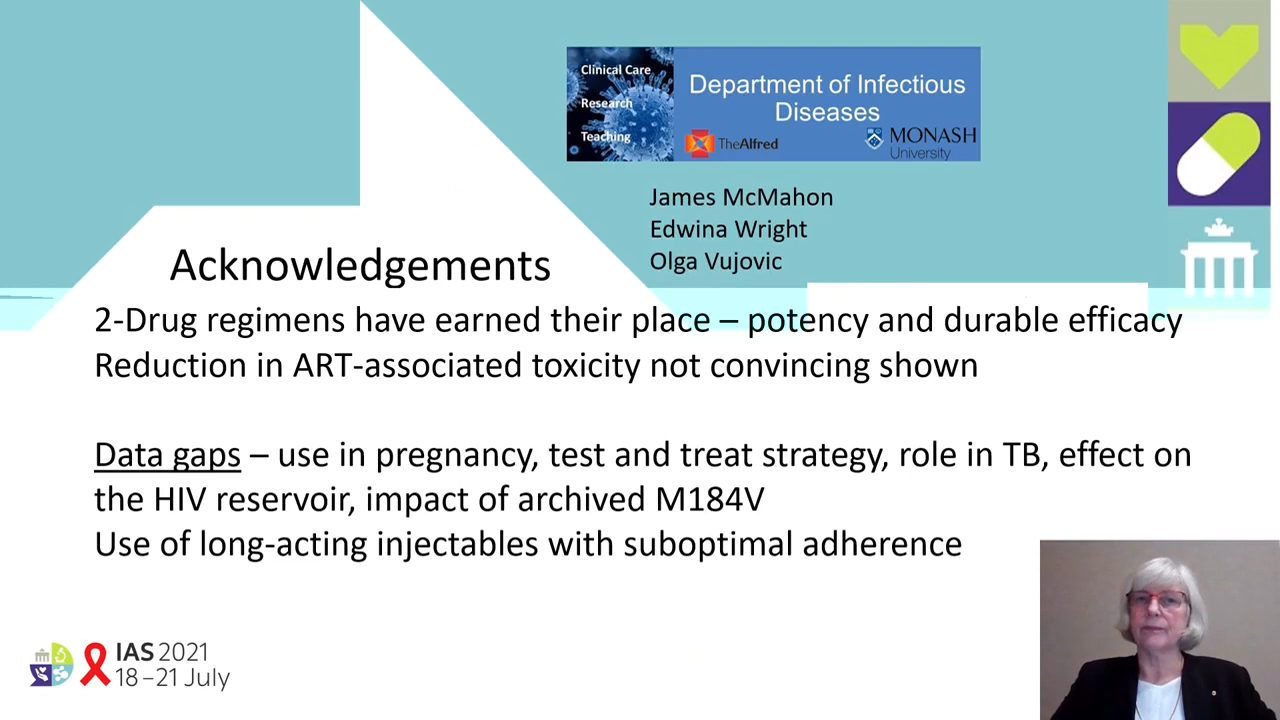 Clinical Care
Research
Teaching
Department of Infectious
Diseases
TheAlfred
MONASH
University
James McMahon
Edwina Wright
Olga Vujovic
Acknowledgements
2-Drug regimens have earned their place – potency and durable efficacy
Reduction in ART-associated toxicity not convincing shown
Data gaps – use in pregnancy, test and treat strategy, role in TB, effect on
the HIV reservoir, impact of archived M184V
Use of long-acting injectables with suboptimal adherence
IAS 2021
18–21 July